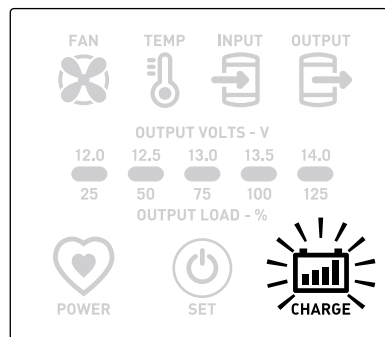 FAN TEMP INPUT OUTPUT
OUTPUT VOLTS - V
12.0 12.5 13.0 13.5 14.0
25 50 75 100 125
OUTPUT LOAD - %
POWER SET CHARGE